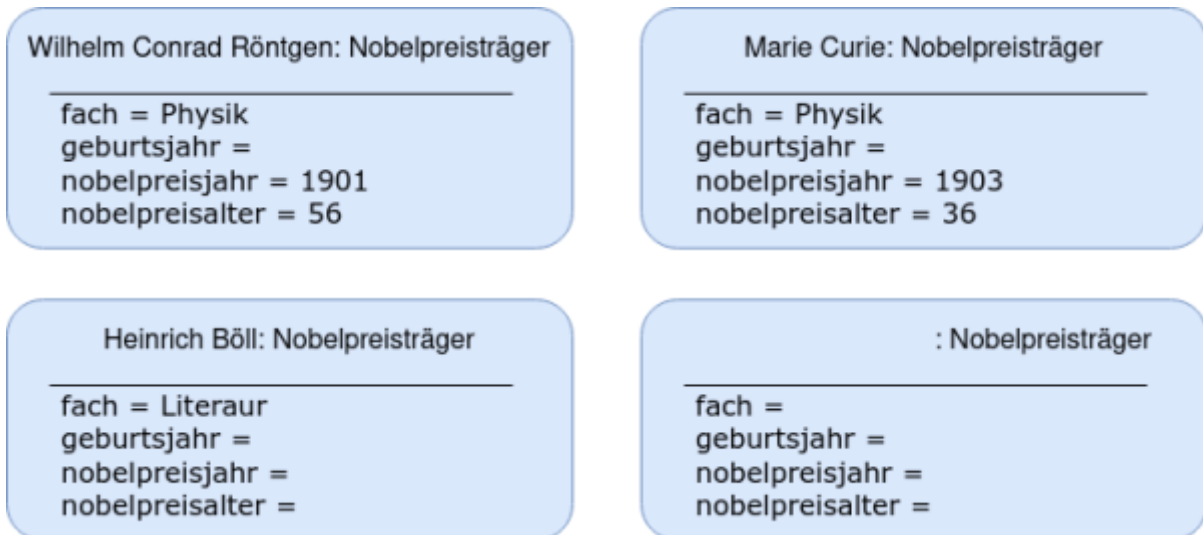 Wilhelm Conrad Röntgen: Nobelpreisträger
fach = Physik
geburtsjahr =
nobelpreisjahr = 1901
nobelpreisalter = 56
Marie Curie: Nobelpreisträger
fach = Physik
geburtsjahr =
nobelpreisjahr = 1903
nobelpreisalter = 36
Heinrich Böll: Nobelpreisträger
fach = Literaur
geburtsjahr =
nobelpreisjahr =
nobelpreisalter =
: Nobelpreisträger
fach =
geburtsjahr =
nobelpreisjahr =
nobelpreisalter =